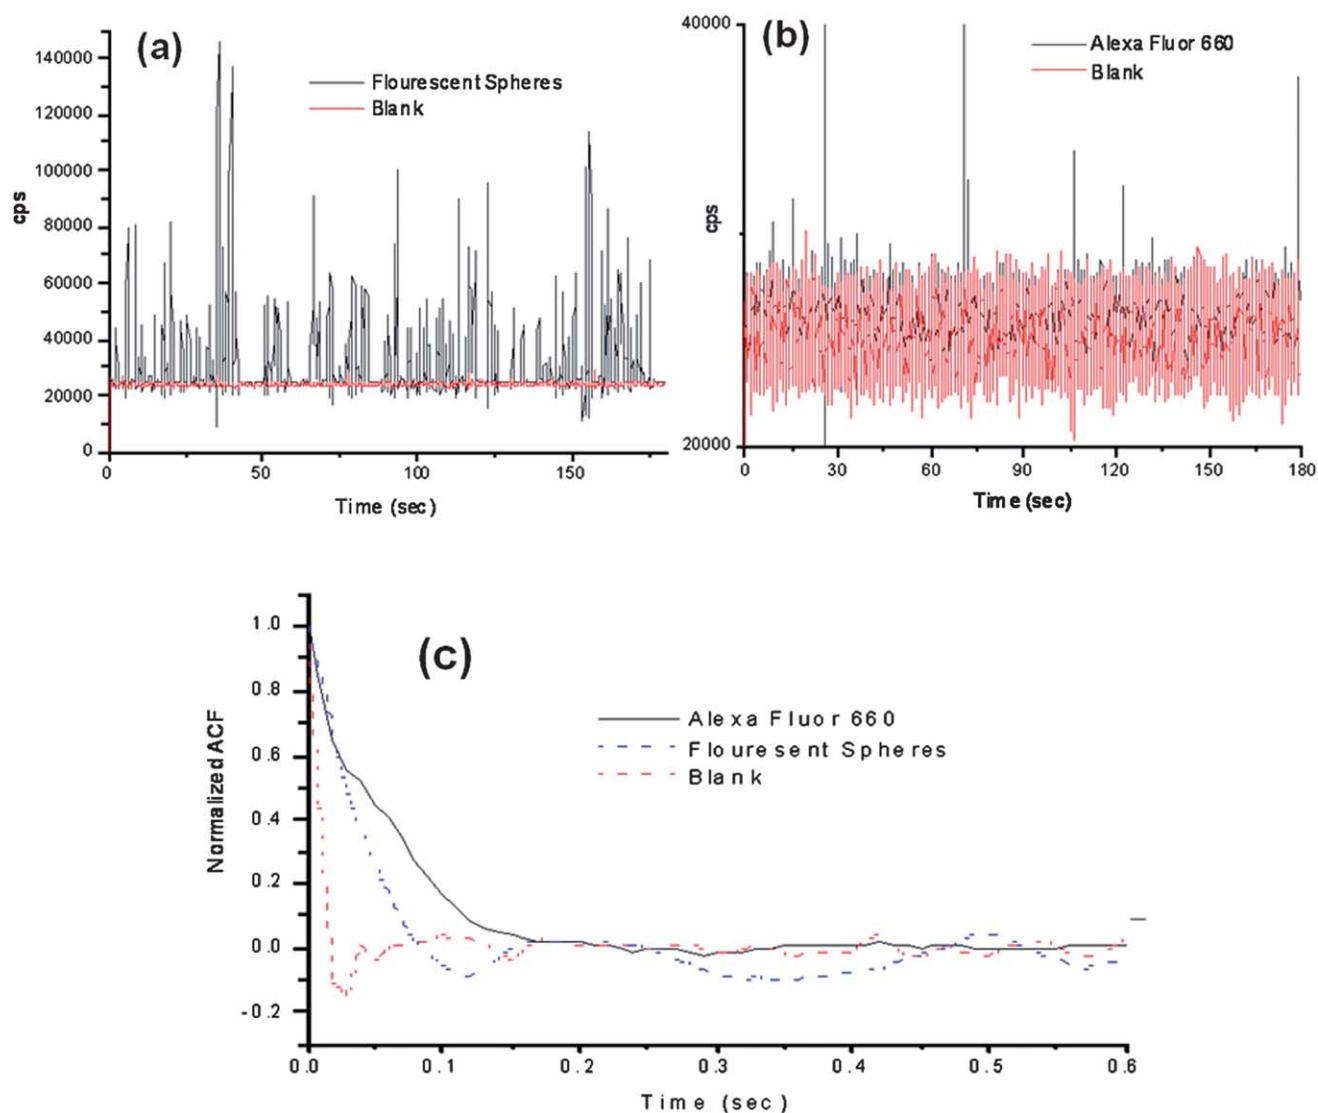 (a)
Flourescent Spheres
Blank
140000
120000
100000
80000
60000
40000
20000
0
cps
0 50 100 150
Time (sec)
(b)
Alexa Fluor 660
Blank
40000
20000
cps
0 30 60 90 120 150 180
Time (sec)
(c)
Alexa Fluor 660
Flouresent Spheres
Blank
1.0
0.8
0.6
0.4
0.2
0.0
-0.2
Normalized ACF
0.0 0.1 0.2 0.3 0.4 0.5 0.6
Time (sec)